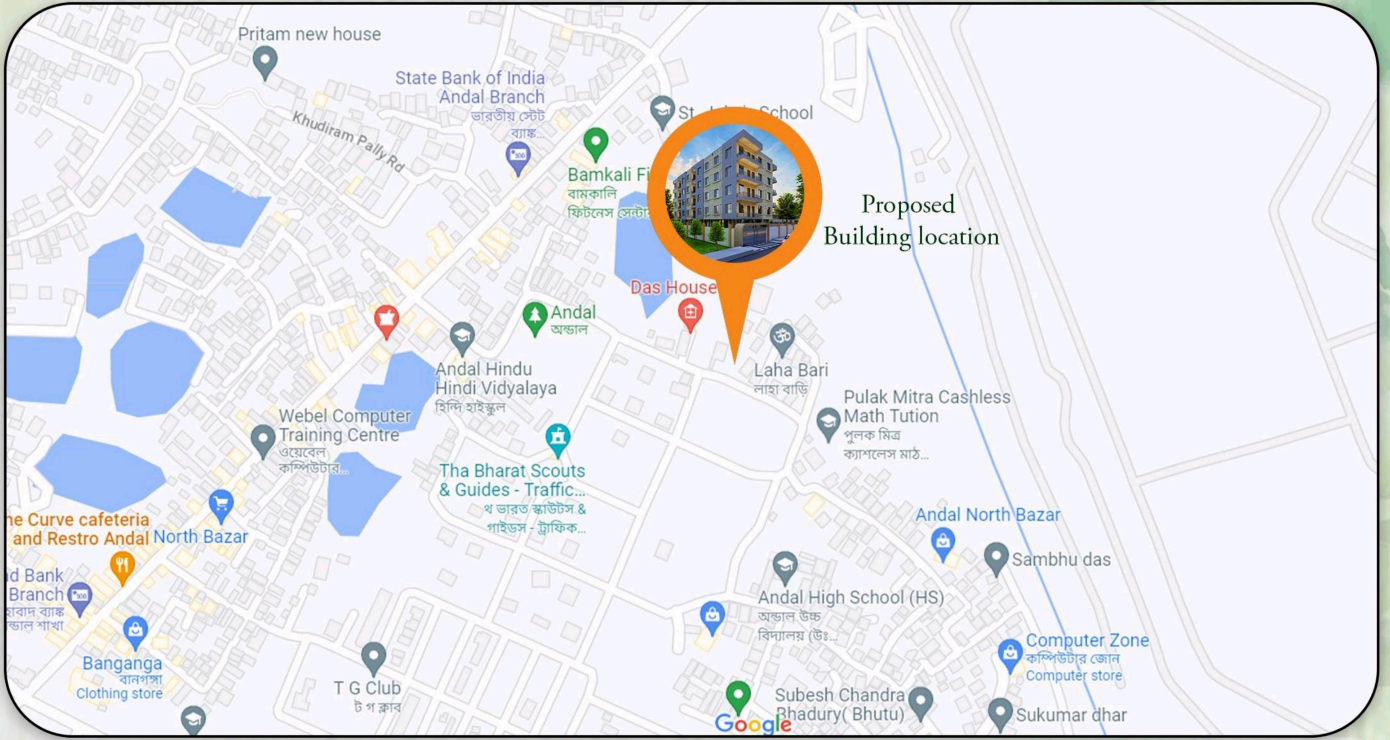 Pritam new house
State Bank of India
Andal Branch
ভারতীয় স্টেট
ব্যাঙ্ক...
Khudiram Pally Rd
St.
School
Bamkali Fi
বামকালি
ফিটনেস সেন্টা
Proposed
Building location
Das House
Andal
অন্ডাল
Andal Hindu
Hindi Vidyalaya
হিন্দি হাইস্কুল
Laha Bari
লাহা বাড়ি
Pulak Mitra Cashless
Math Tution
পুলক মিত্র
ক্যাশলেস মাঠ...
Webel Computer
Training Centre
ওয়েবেল
কম্পিউটার...
Tha Bharat Scouts
& Guides - Traffic...
থ ভারত স্কাউটস &
গাইডস - ট্রাফিক...
ne Curve cafeteria
and Restro Andal
North Bazar
Andal North Bazar
Sambhu das
d Bank
Branch
হাবাদ ব্যাঙ্ক
ন্ডাল শাখা
Andal High School (HS)
অন্ডাল উচ্চ
বিদ্যালয় (উঃ...
Banganga
বানগঙ্গা
Clothing store
Computer Zone
কম্পিউটার জোন
Computer store
T G Club
ট গ ক্লাব
Subesh Chandra
Bhadury( Bhutu)
Sukumar dhar
Google